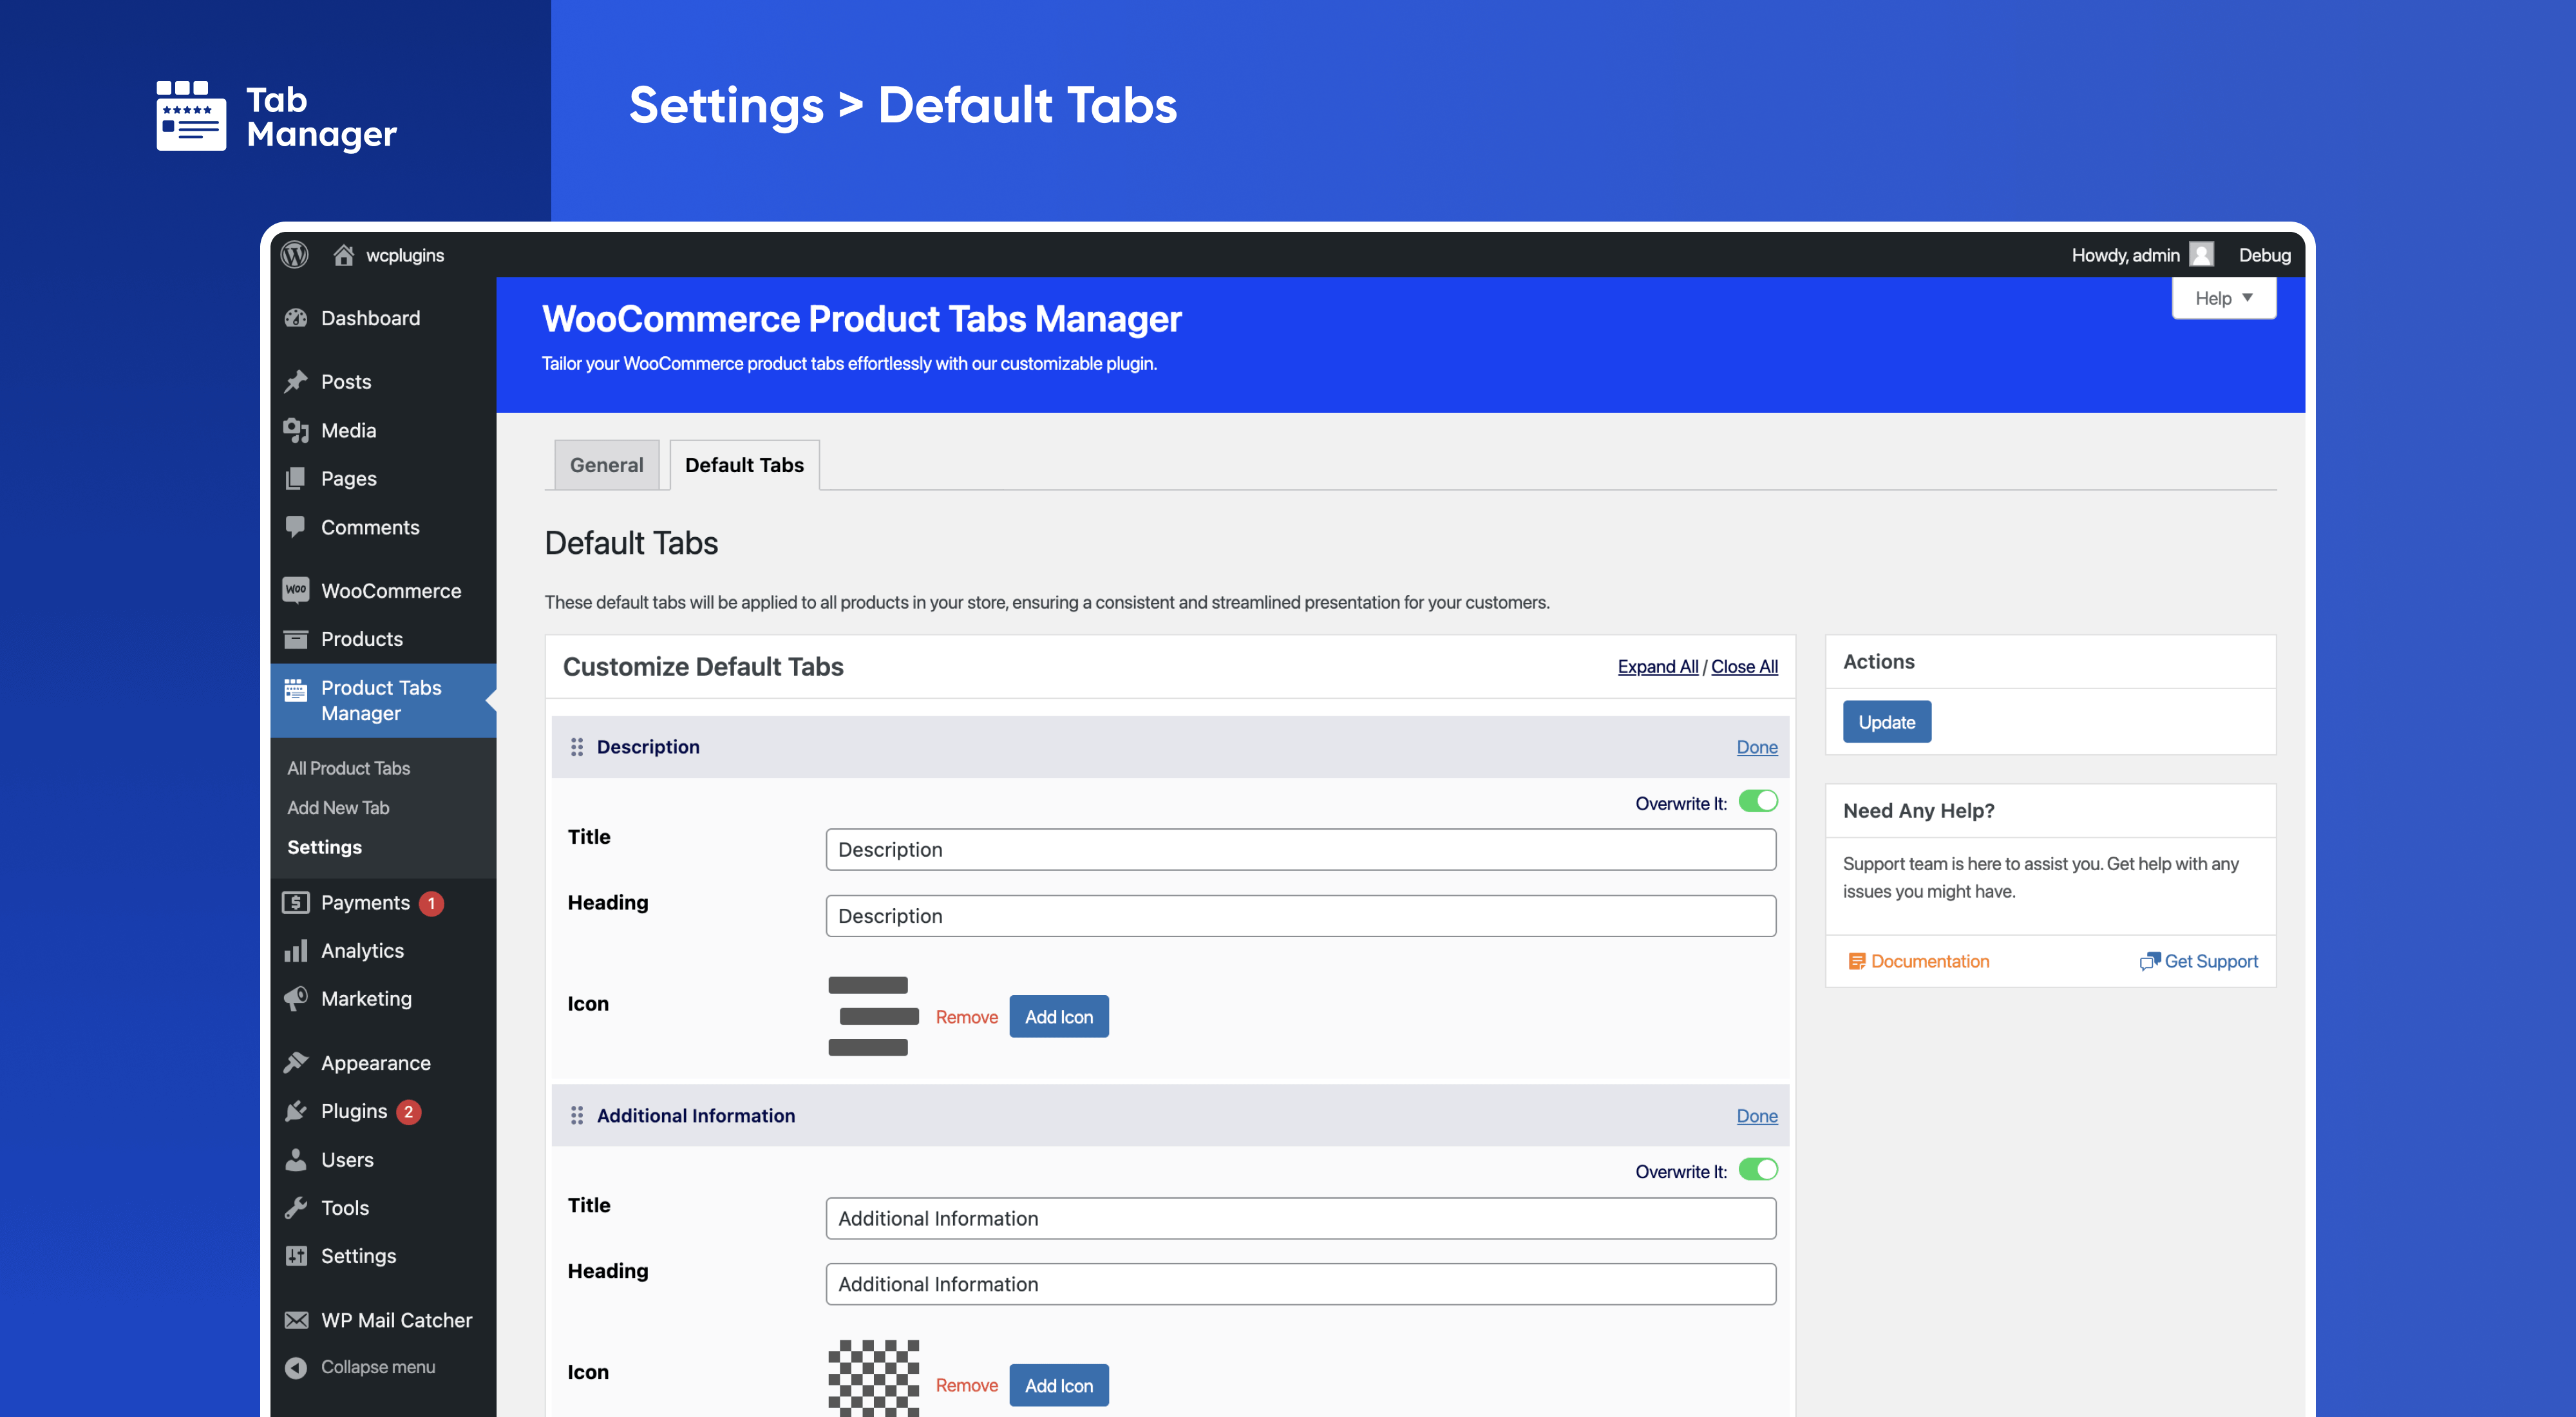 Tab
Manager
Settings > Default Tabs
wcplugins
Howdy, admin
Debug
Help
WooCommerce Product Tabs Manager
Tailor your WooCommerce product tabs effortlessly with our customizable plugin.
Dashboard
Posts
Media
Pages
Comments
Woo
WooCommerce
Products
Product Tabs
Manager
All Product Tabs
Add New Tab
Settings
Payments 1
Analytics
Marketing
Appearance
Plugins 2
Users
Tools
Settings
WP Mail Catcher
Collapse menu
General
Default Tabs
Default Tabs
These default tabs will be applied to all products in your store, ensuring a consistent and streamlined presentation for your customers.
Customize Default Tabs
Expand All / Close All
Description
Done
Overwrite It:
Title
Description
Heading
Description
Icon
Remove
Add Icon
Additional Information
Done
Overwrite It:
Title
Additional Information
Heading
Additional Information
Icon
Remove
Add Icon
Actions
Update
Need Any Help?
Support team is here to assist you. Get help with any
issues you might have.
Documentation
Get Support